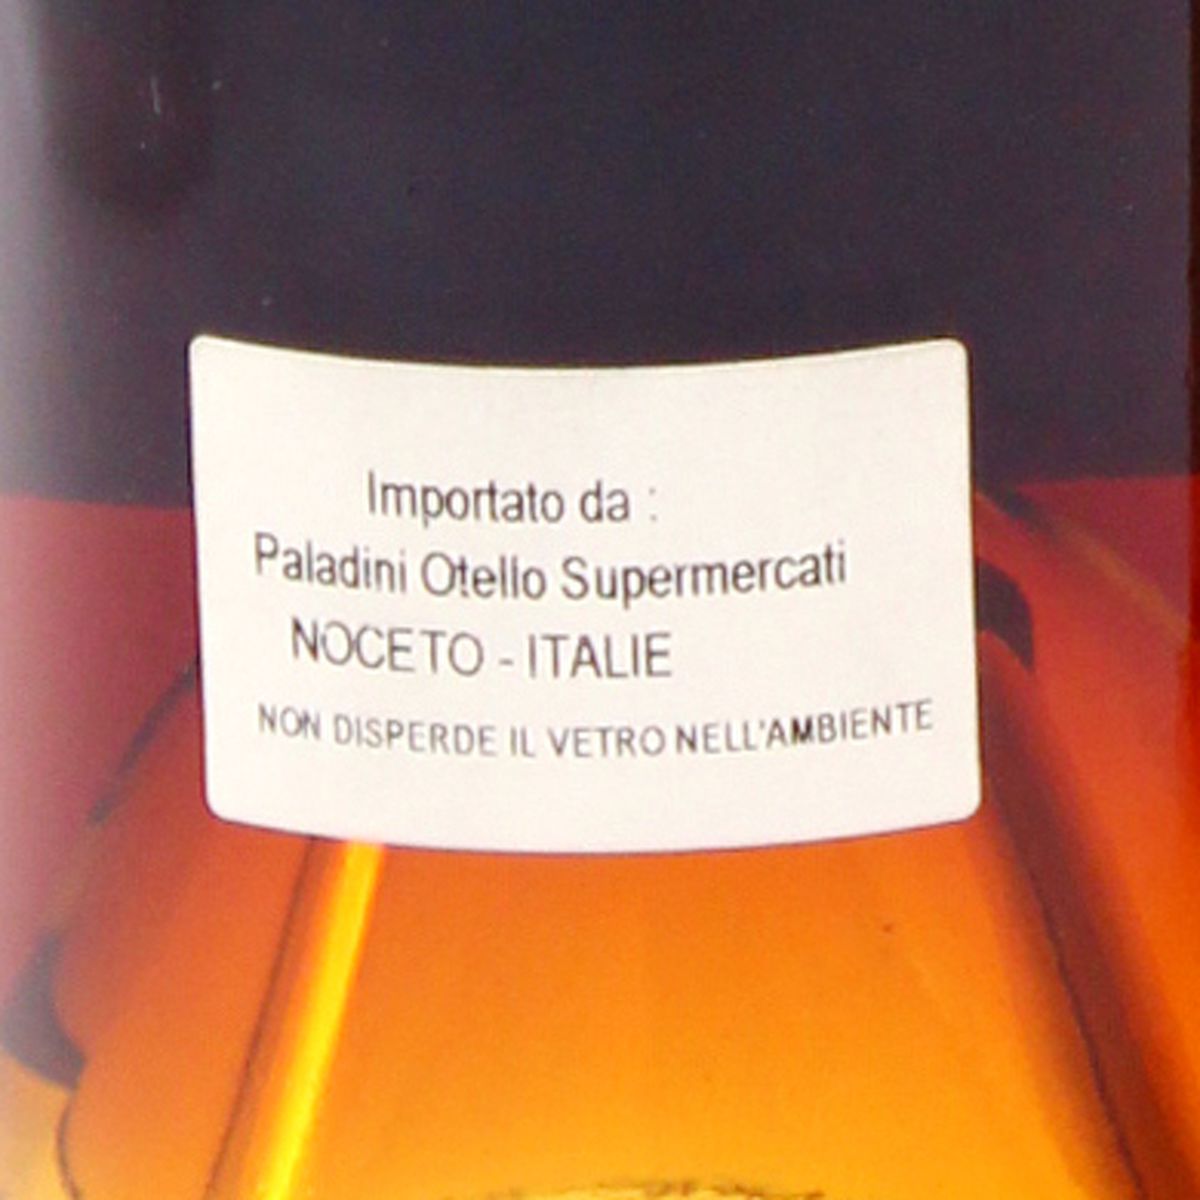 Importato da :
Paladini Otello Supermercati
NOCETO - ITALIE
NON DISPERDE IL VETRO NELL'AMBIENTE